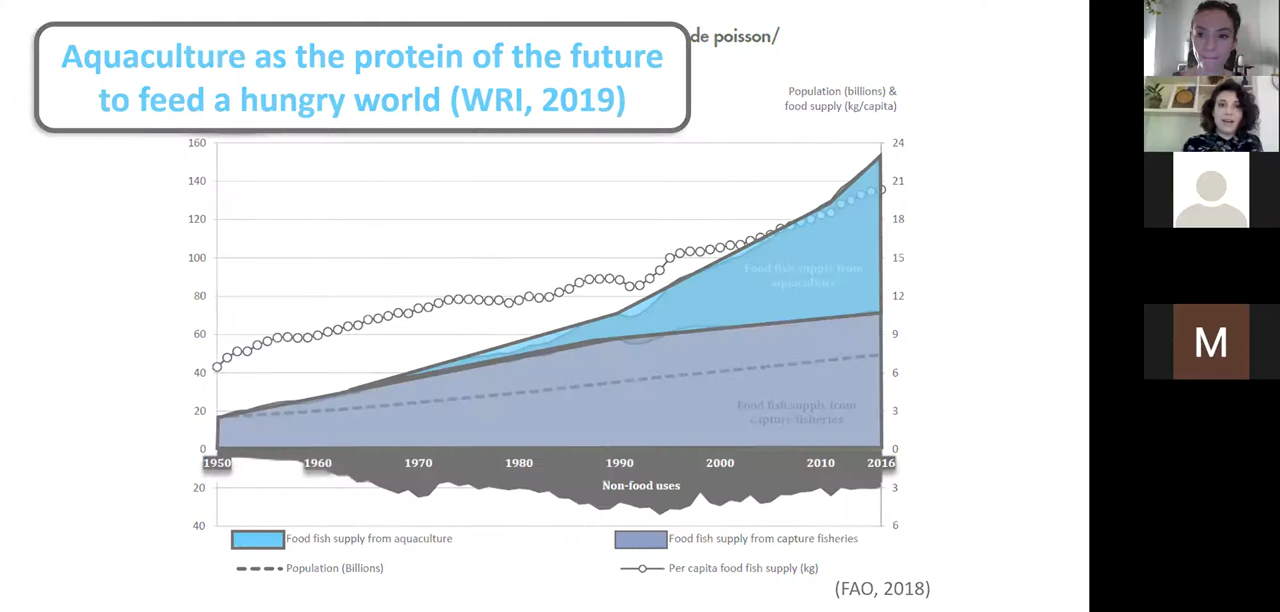 Aquaculture as the protein of the future
to feed a hungry world (WRI, 2019)
de poisson/
Population (billions) &
food supply (kg/capita)
160
140
120
100
80
60
40
20
0
20
40
24
21
18
15
12
9
6
3
0
3
6
Food fish supply from
aquaculture
Food fish supply from
capture fisheries
1950
1960
1970
1980
1990
2000
2010
2016
Non-food uses
Food fish supply from aquaculture
Food fish supply from capture fisheries
Population (Billions)
Per capita food fish supply (kg)
(FAO, 2018)
M